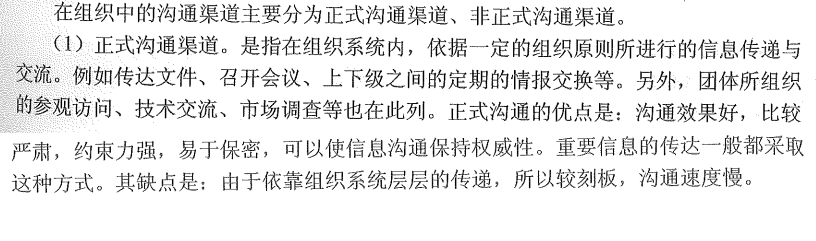 在组织中的沟通渠道主要分为正式沟通渠道、非正式沟通渠道。
（1）正式沟通渠道。是指在组织系统内，依据一定的组织原则所进行的信息传递与
交流。例如传达文件、召开会议、上下级之间的定期的情报交换等。另外，团体所组织
的参观访问、技术交流、市场调查等也在此列。正式沟通的优点是：沟通效果好，比较
严肃，约束力强，易于保密，可以使信息沟通保持权威性。重要信息的传达一般都采取
这种方式。其缺点是：由于依靠组织系统层层的传递，所以较刻板，沟通速度慢。